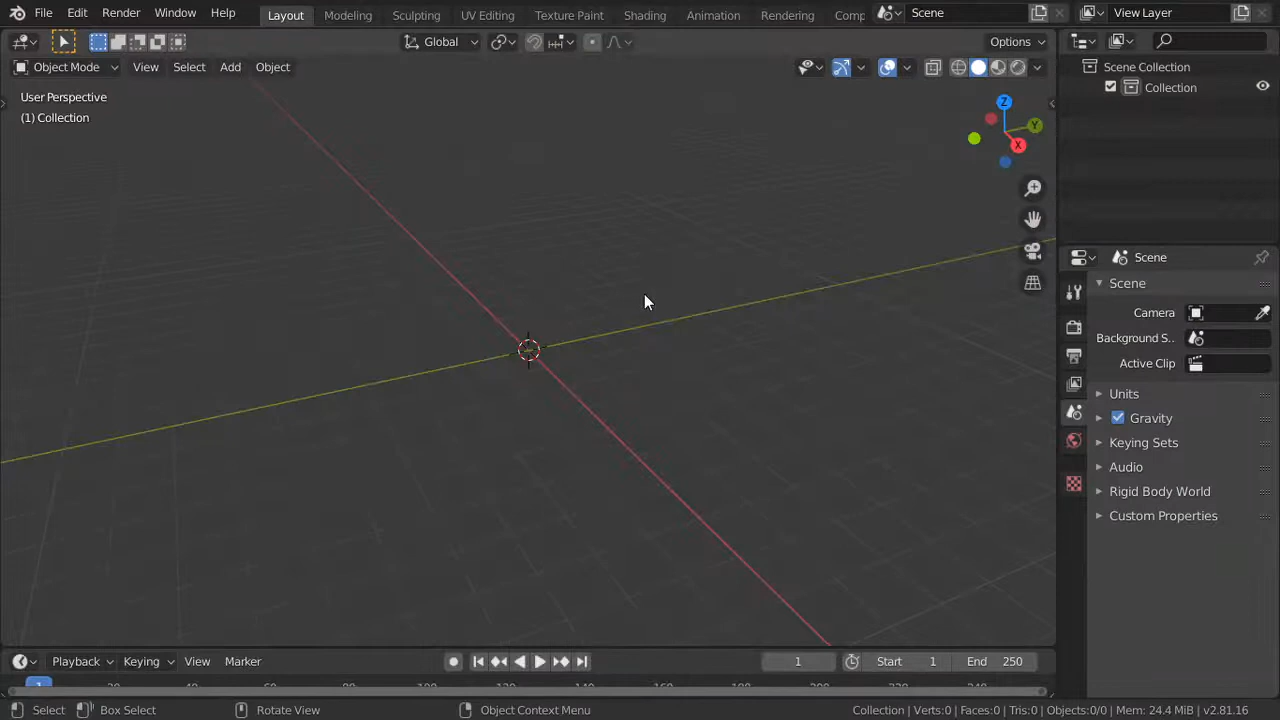 File Edit Render Window Help Layout Modeling Sculpting UV Editing Texture Paint Shading Animation Rendering Comp Scene View Layer
Global Options
Object Mode View Select Add Object
User Perspective
(1) Collection
Z
Y
X
Scene Collection
Collection
Scene
Scene
Camera
Background S..
Active Clip
Units
Gravity
Keying Sets
Audio
Rigid Body World
Custom Properties
Playback Keying View Marker 1 Start 1 End 250
1
Select Box Select Rotate View Object Context Menu Collection | Verts:0 | Faces:0 | Tris:0 | Objects:0/0 | Mem: 24.4 MiB | v2.81.16